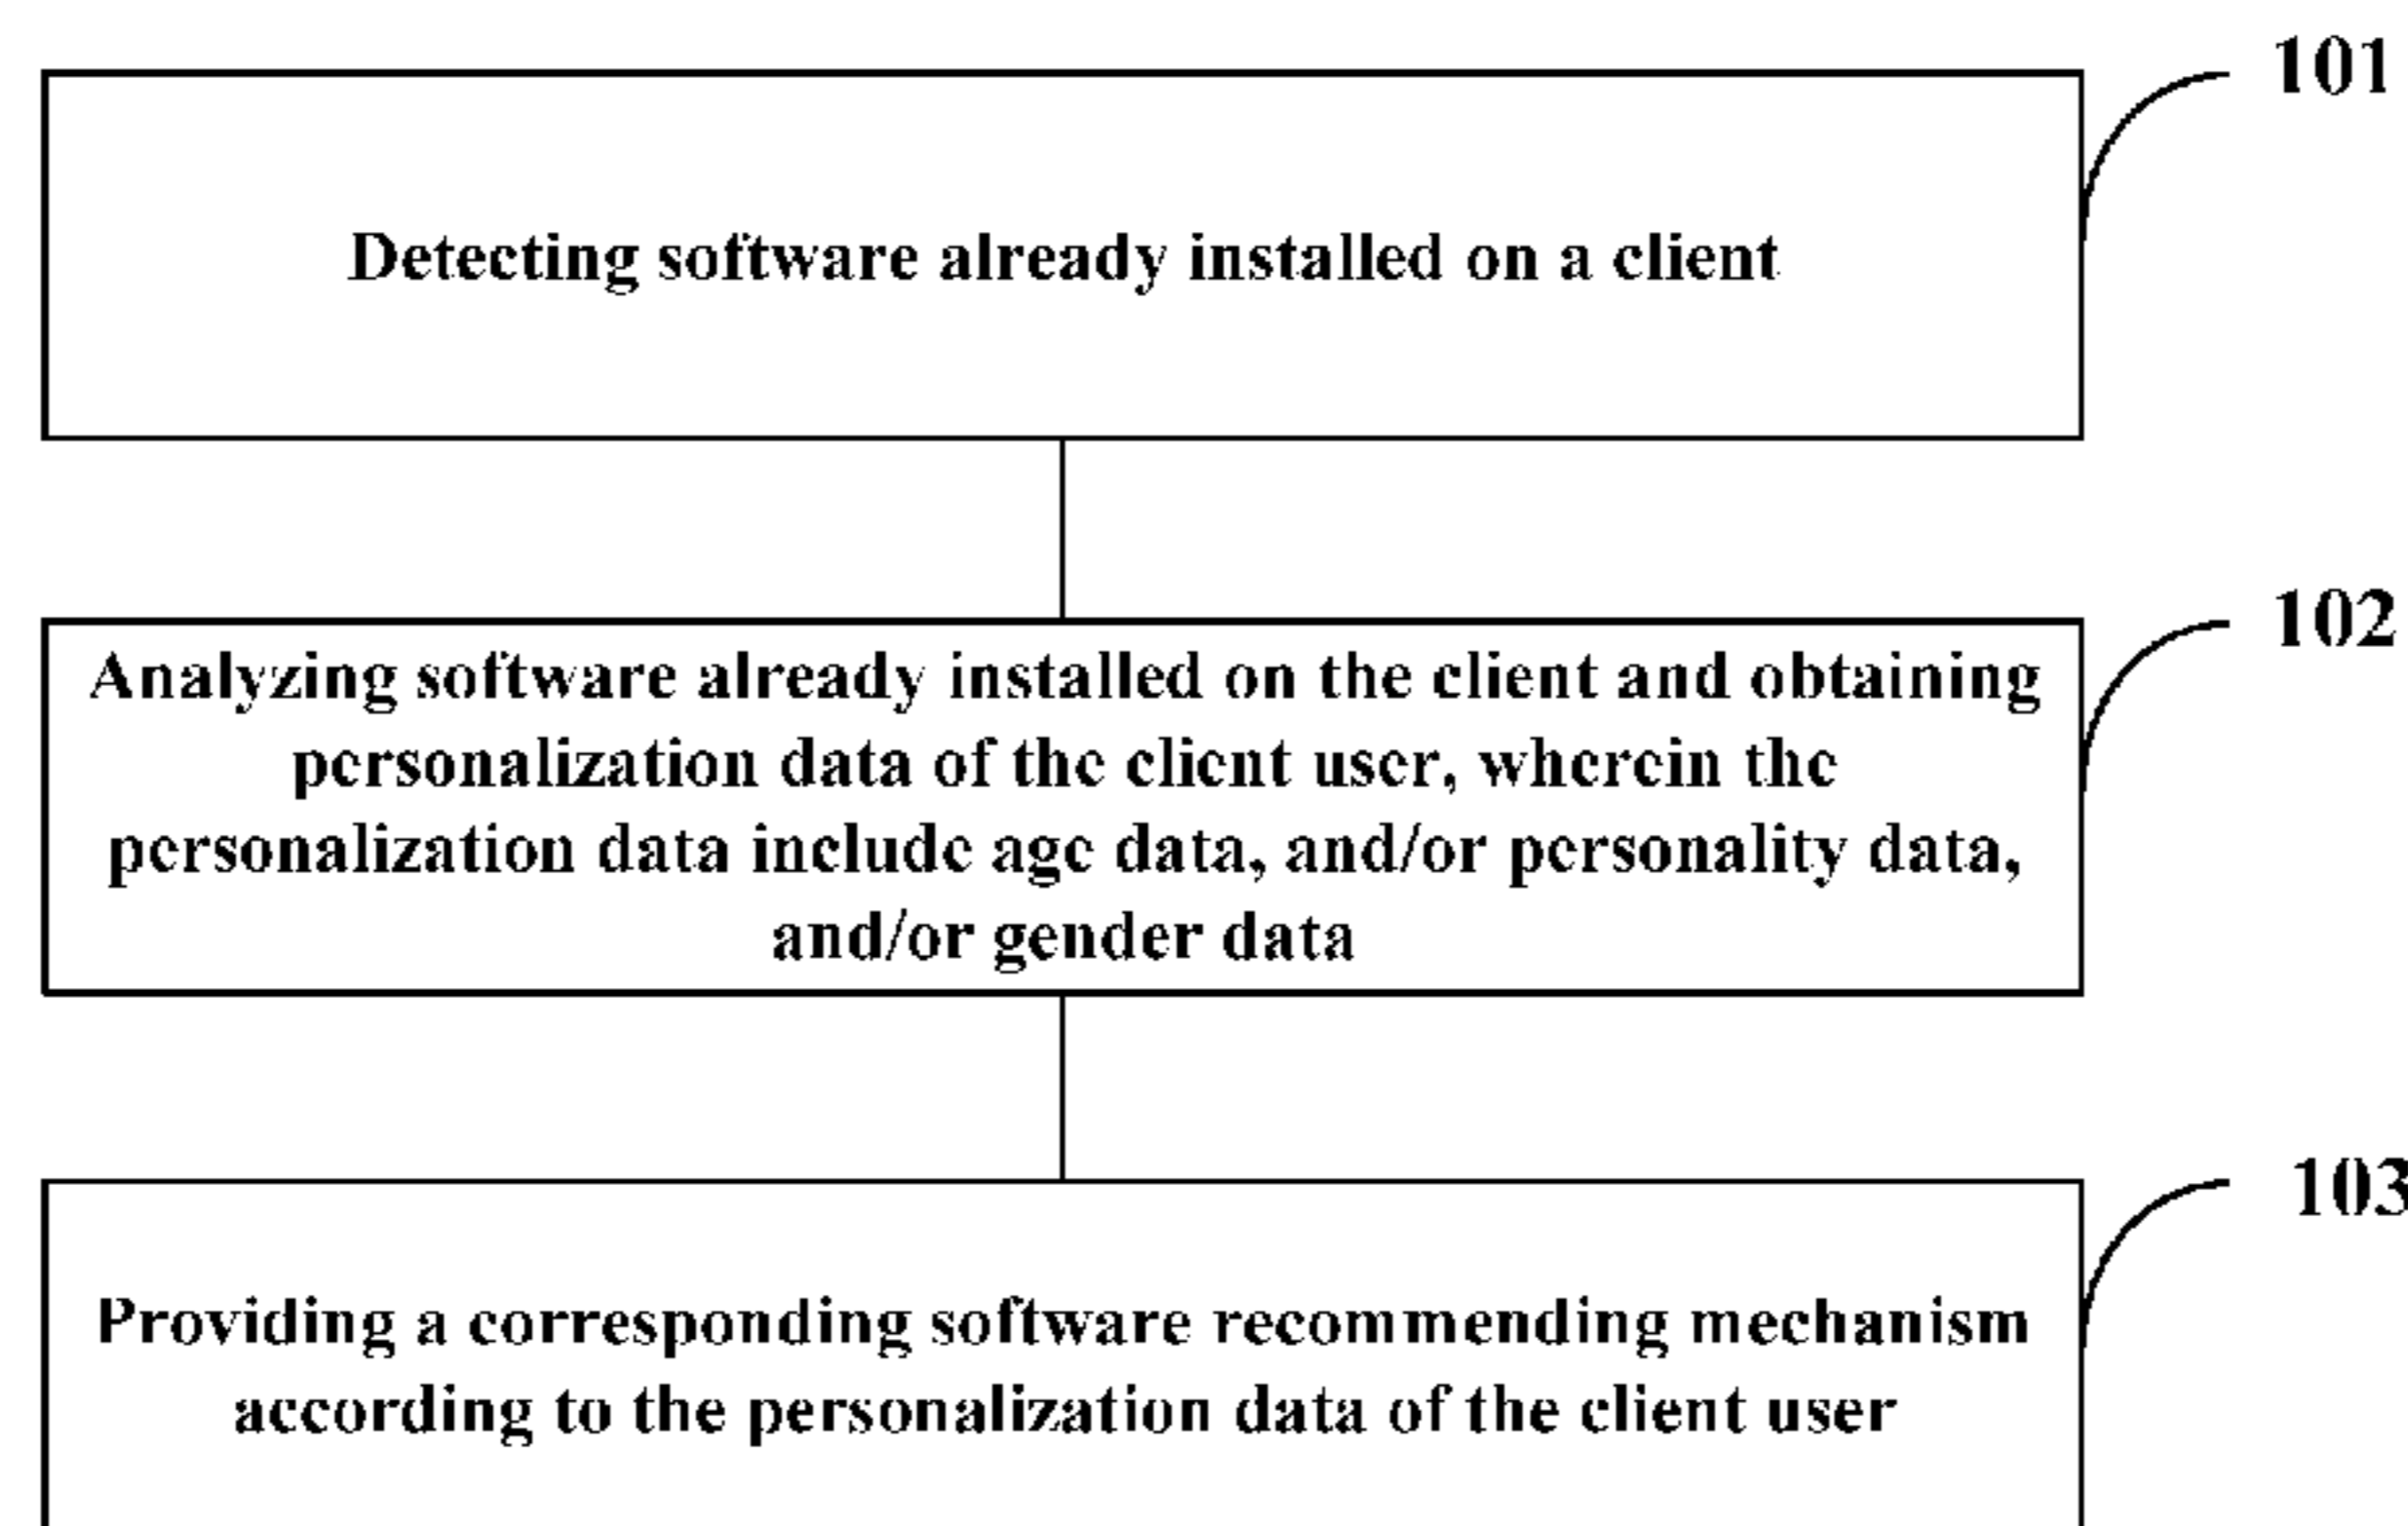 101
Detecting software already installed on a client
102
Analyzing software already installed on the client and obtaining
personalization data of the client user, wherein the
personalization data include age data, and/or personality data,
and/or gender data
103
Providing a corresponding software recommending mechanism
according to the personalization data of the client user